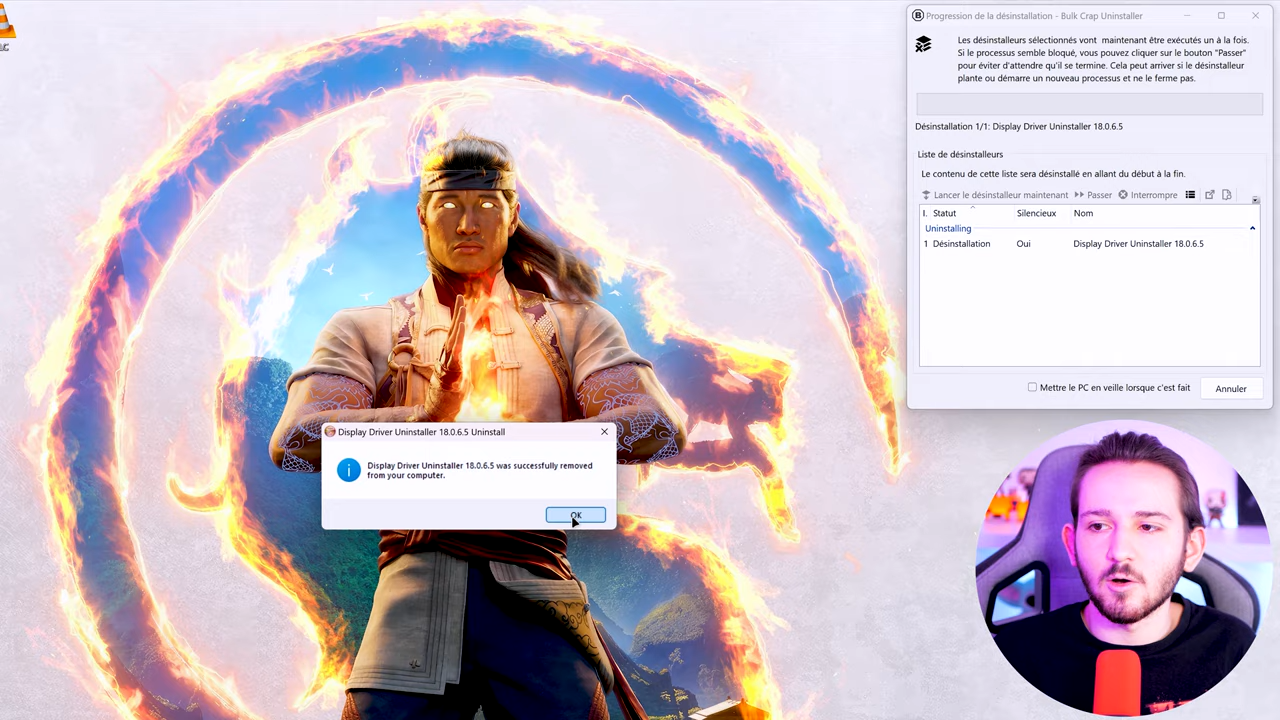 Progression de la désinstallation - Bulk Crap Uninstaller
Les désinstalleurs sélectionnés vont maintenant être exécutés un à la fois.
Si le processus semble bloqué, vous pouvez cliquer sur le bouton "Passer"
pour éviter d'attendre qu'il se termine. Cela peut arriver si le désinstalleur
plante ou démarre un nouveau processus et ne le ferme pas.
Désinstallation 1/1: Display Driver Uninstaller 18.0.6.5
Liste de désinstalleurs
Le contenu de cette liste sera désinstallé en allant du début à la fin.
Lancer le désinstalleur maintenant Passer Interrompre
I. Statut Silencieux Nom
Uninstalling
1 Désinstallation Oui Display Driver Uninstaller 18.0.6.5
Mettre le PC en veille lorsque c'est fait Annuler
Display Driver Uninstaller 18.0.6.5 Uninstall
Display Driver Uninstaller 18.0.6.5 was successfully removed
from your computer.
OK